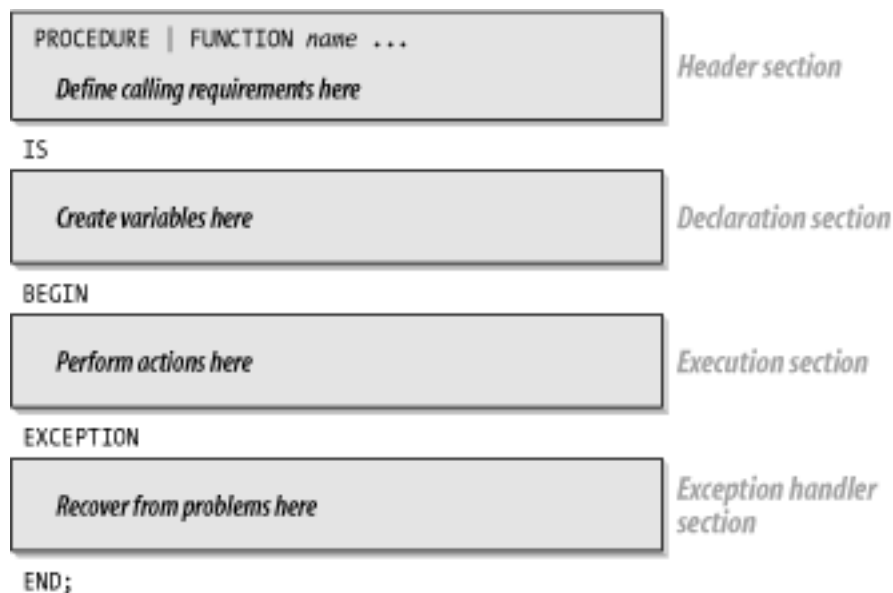 PROCEDURE | FUNCTION name ...
Define calling requirements here
Header section
IS
Create variables here
Declaration section
BEGIN
Perform actions here
Execution section
EXCEPTION
Recover from problems here
Exception handler
section
END;